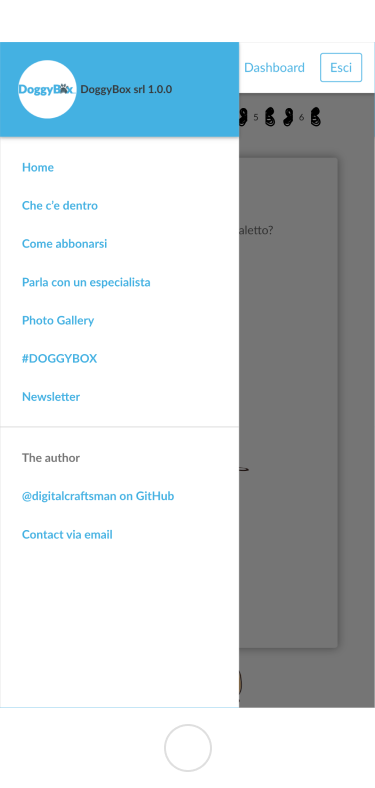 DoggyBox
DoggyBox srl 1.0.0
Dashboard
Esci
5
6
Home
Che c'e dentro
aletto?
Come abbonarsi
Parla con un especialista
Photo Gallery
#DOGGYBOX
Newsletter
The author
@digitalcraftsman on GitHub
Contact via email